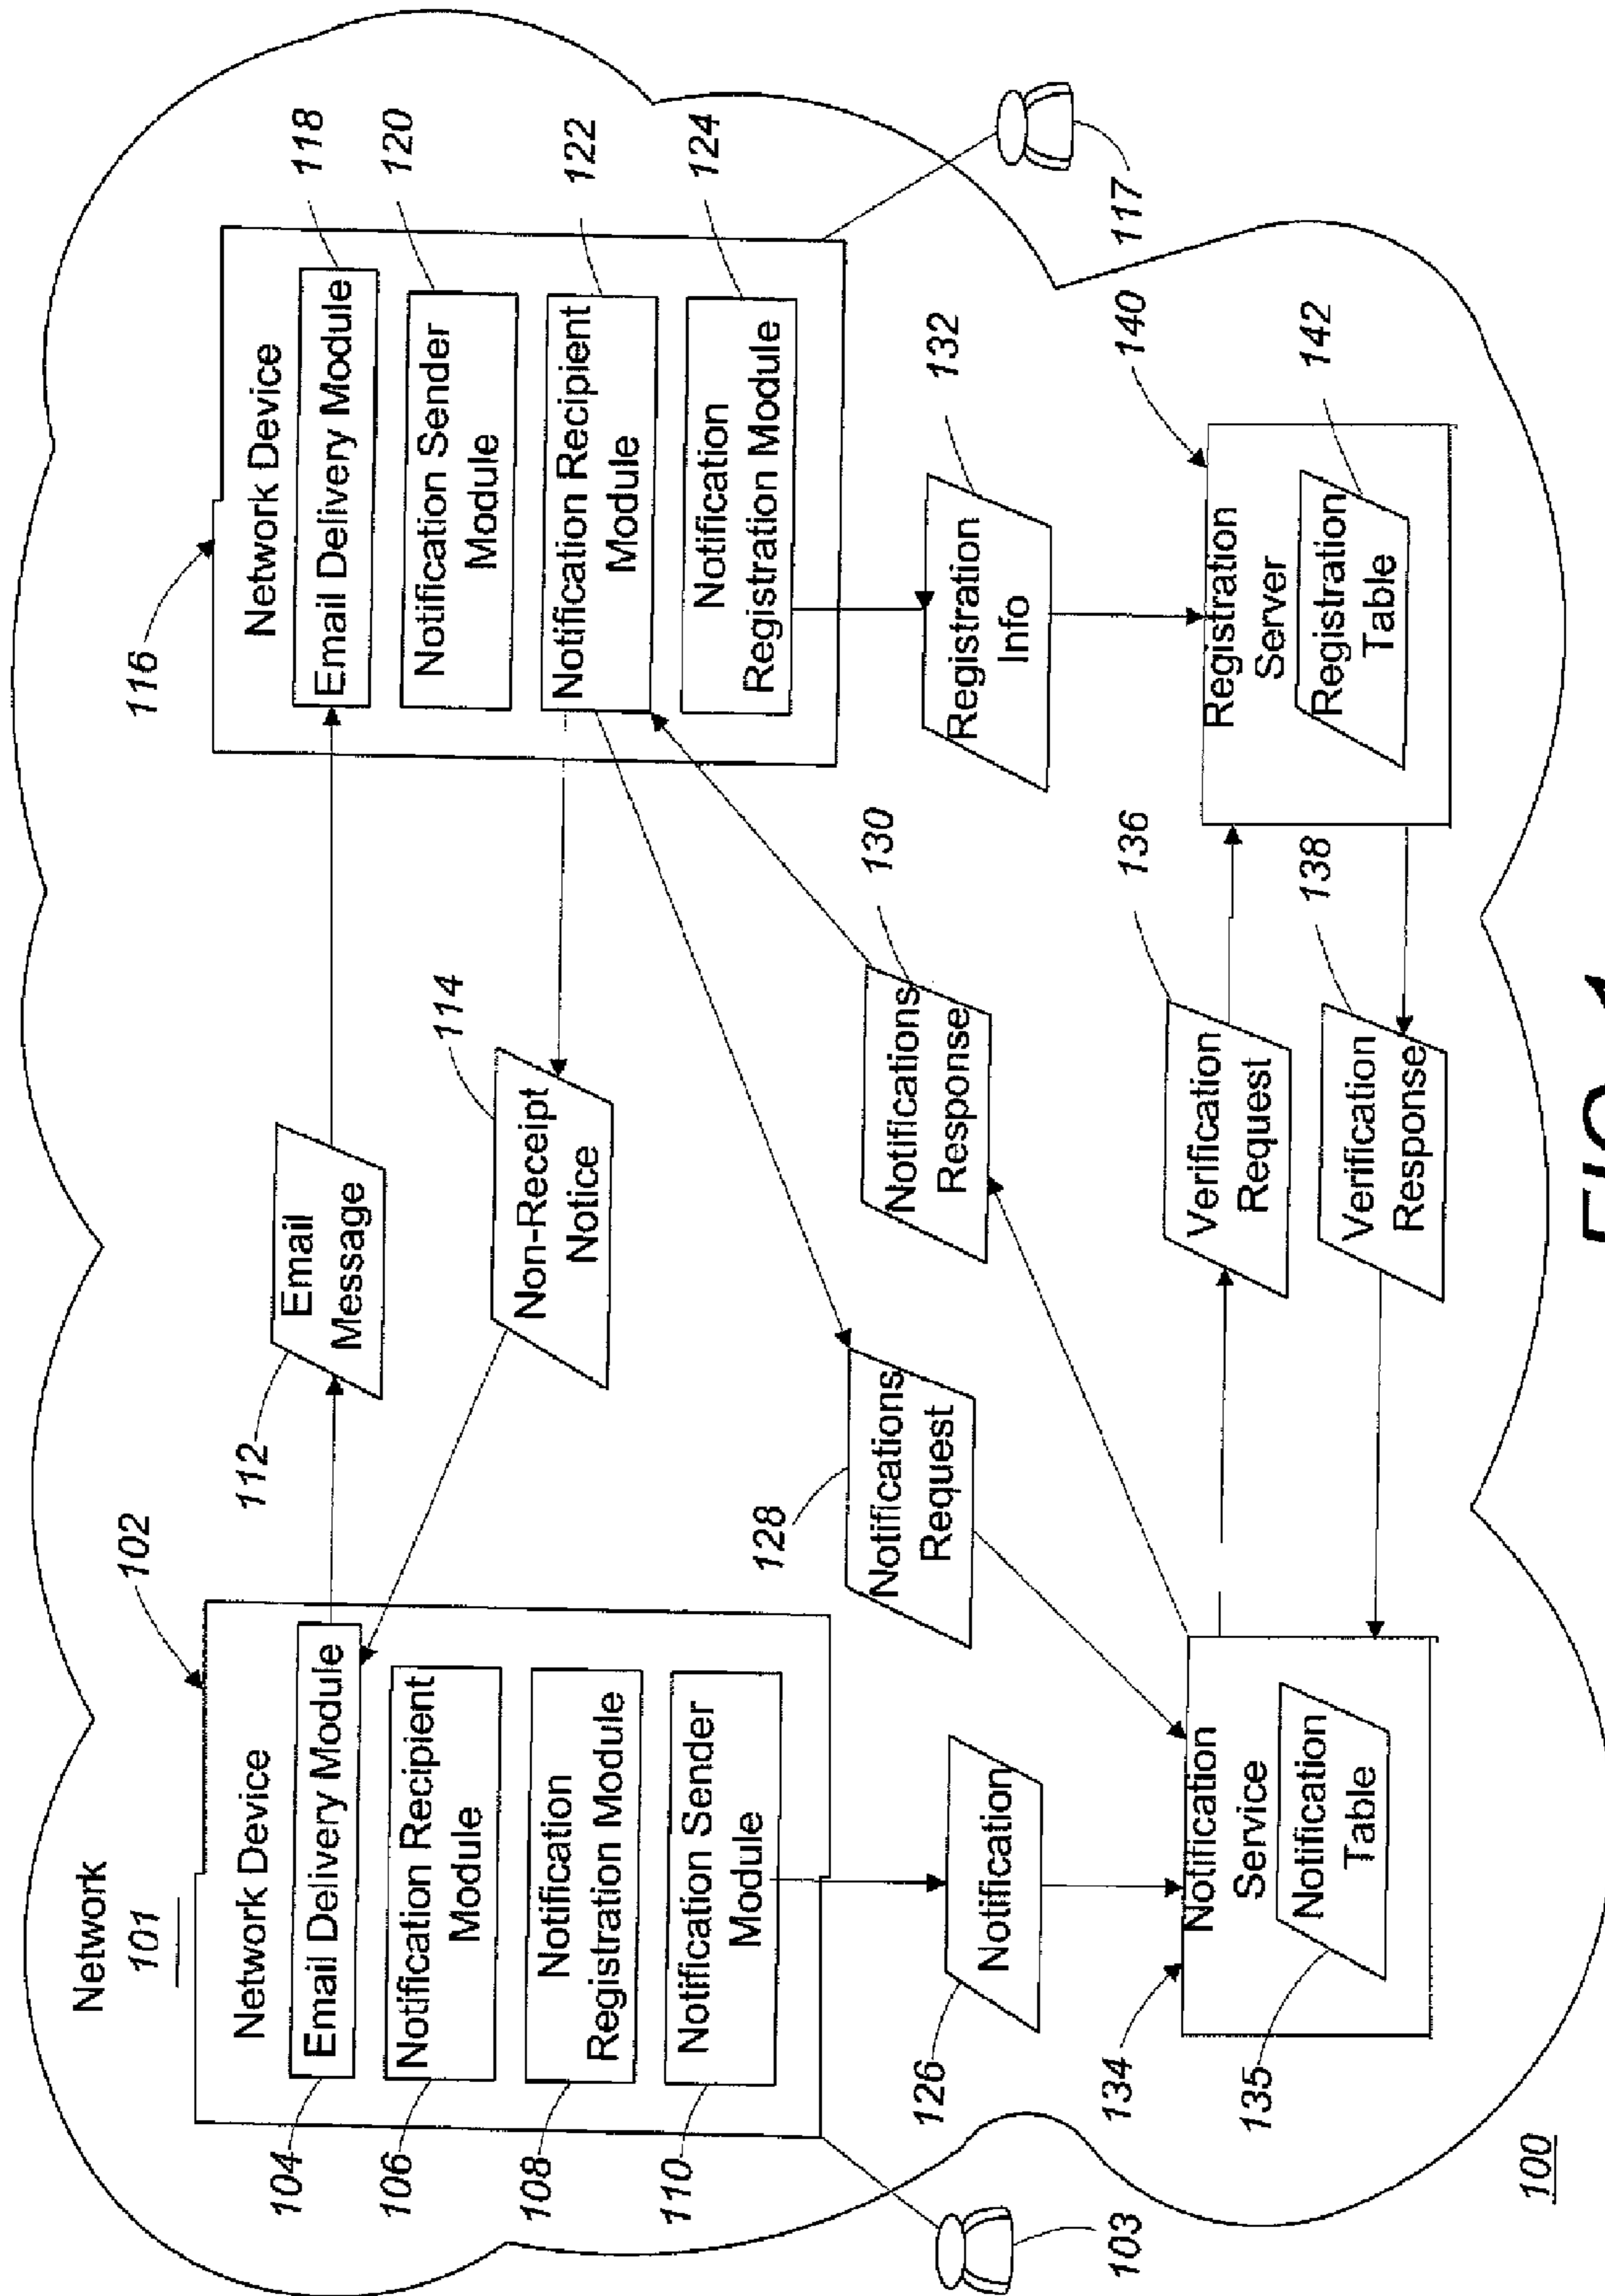 Network
101
102
Network Device
Email Delivery Module
104
Notification Recipient
Module
106
Notification
Registration Module
108
Notification Sender
Module
110
103
112
Email
Message
114
Non-Receipt
Notice
116
Network Device
Email Delivery Module
118
Notification Sender
Module
120
Notification Recipient
Module
122
Notification
Registration Module
124
117
126
Notification
128
Notifications
Request
130
Notifications
Response
132
Registration
Info
134
Notification
Service
Notification
Table
135
136
Verification
Request
138
Verification
Response
140
Registration
Server
Registration
Table
142
100